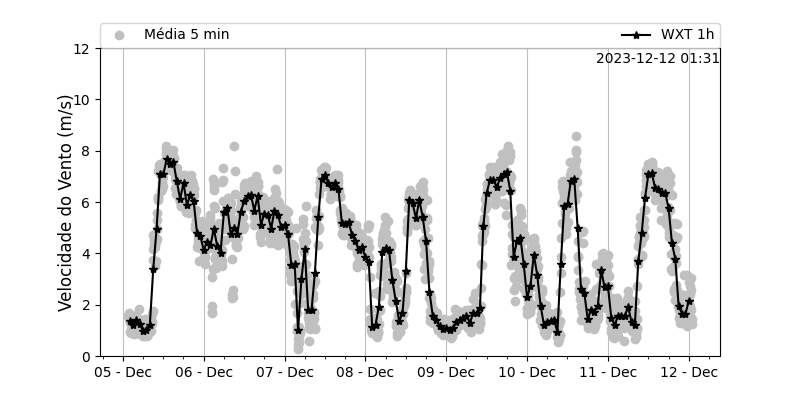 Média 5 min
WXT 1h
2023-12-12 01:31
Velocidade do Vento (m/s)
12
10
8
6
4
2
0
05 - Dec
06 - Dec
07 - Dec
08 - Dec
09 - Dec
10 - Dec
11 - Dec
12 - Dec